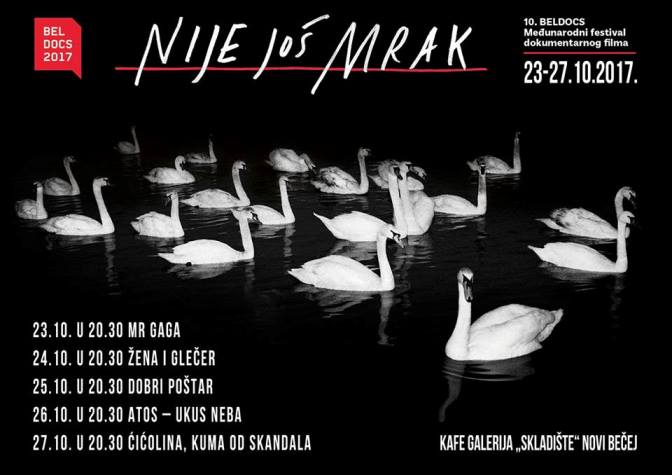 BEL
DOCS
2017
NIJE JOŠ MRAK
10. BELDOCS
Međunarodni festival
dokumentarnog filma
23-27.10.2017.
23.10. U 20.30 MR GAGA
24.10. U 20.30 ŽENA I GLEČER
25.10. U 20.30 DOBRI POŠTAR
26.10. U 20.30 ATOS – UKUS NEBA
27.10. U 20.30 ĆIĆOLINA, KUMA OD SKANDALA
KAFE GALERIJA „SKLADIŠTE“ NOVI BEČEJ